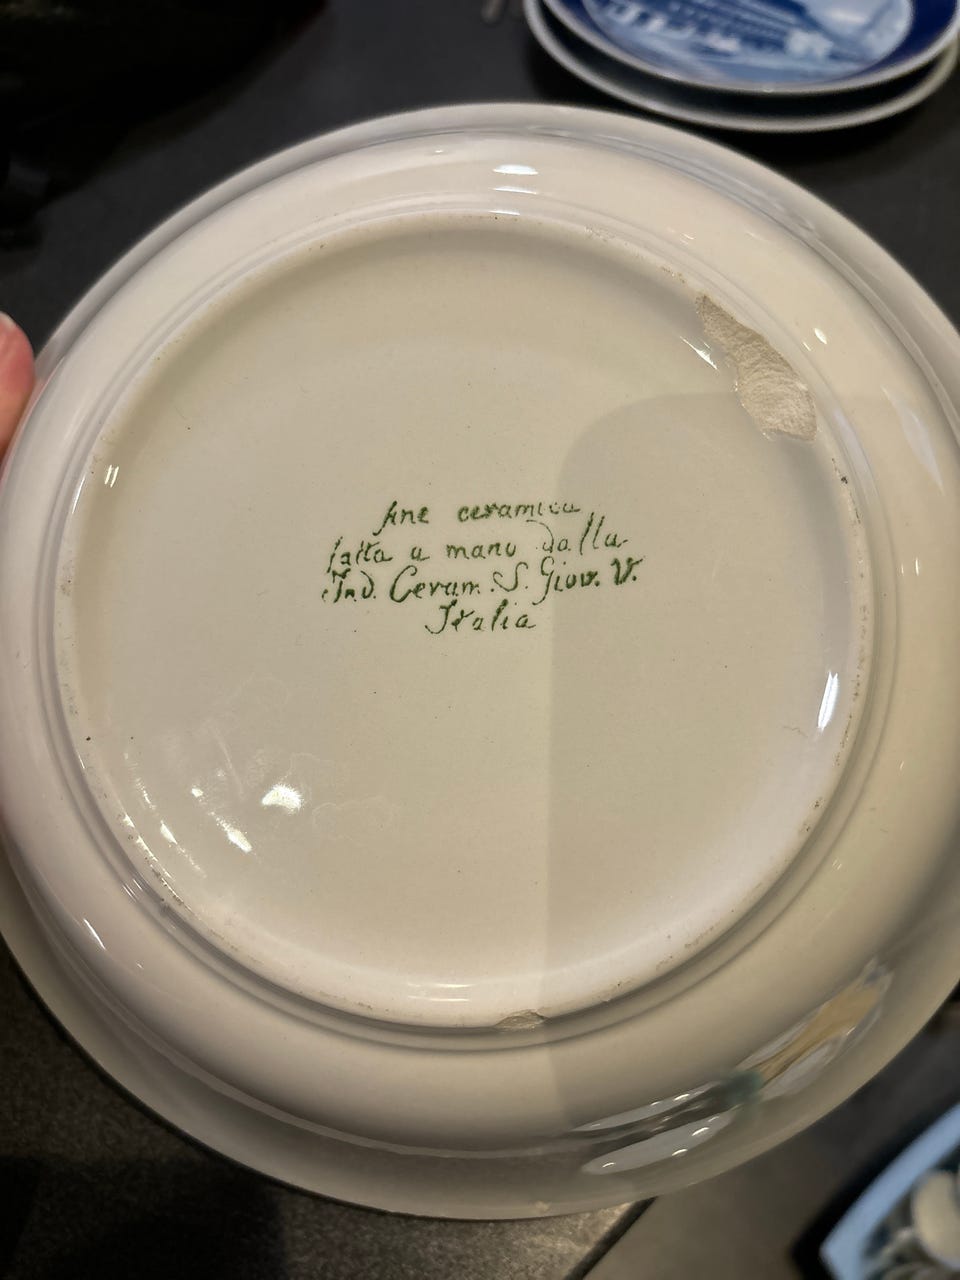 fine ceramica
fatta a mano dalla
Ind. Ceram. S. Giov. V.
Italia